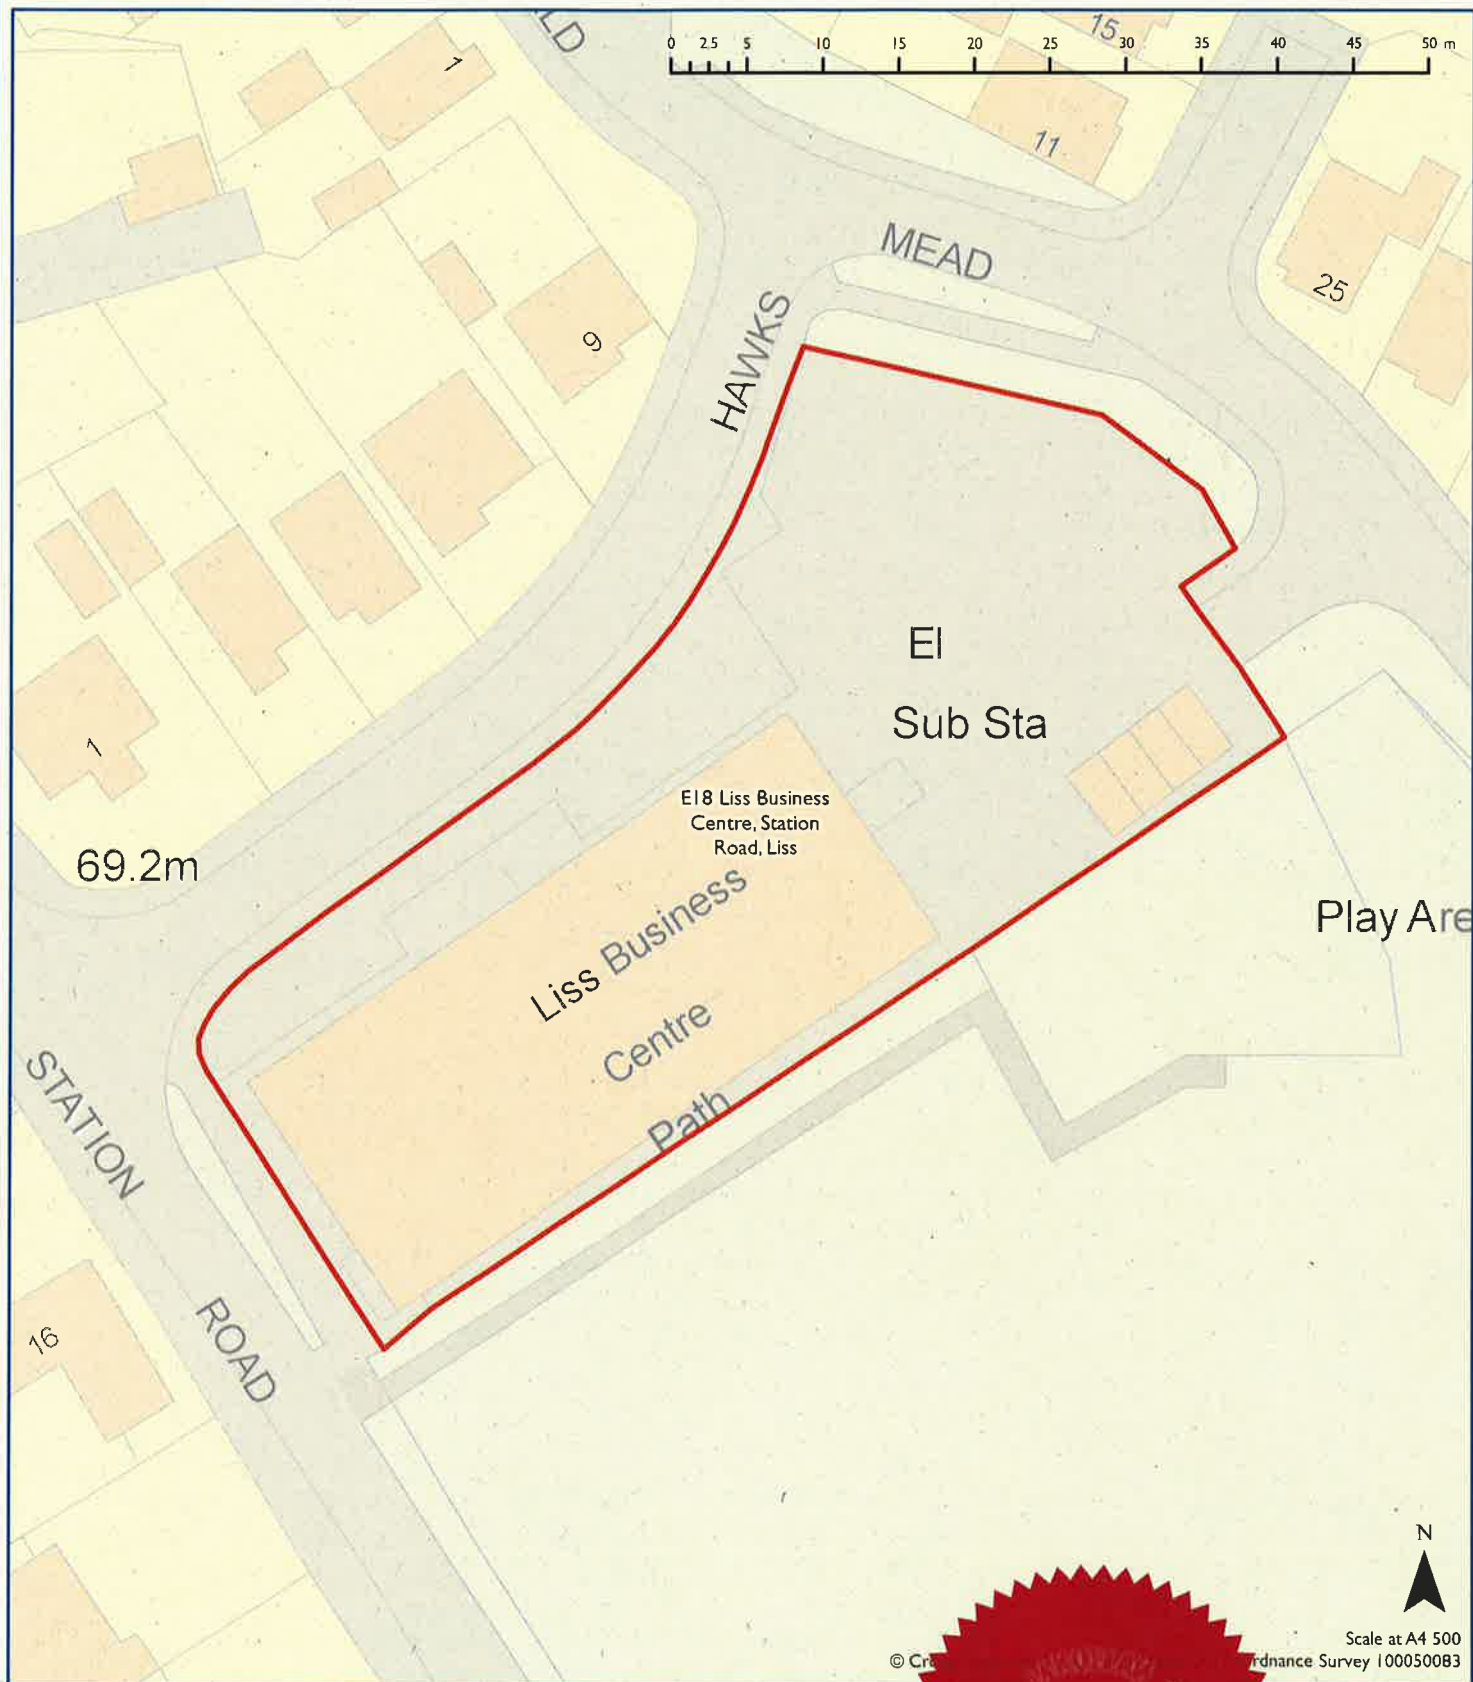 LD
0 2.5 5 10 15 20 25 30 35 40 45 50 m
15
1
11
MEAD
25
HAWKS
9
El
Sub Sta
1
E18 Liss Business
Centre, Station
Road, Liss
69.2m
Liss Business
Centre
Path
Play Are
STATION
ROAD
16
N
Scale at A4 500
© Cr rdnance Survey 100050083